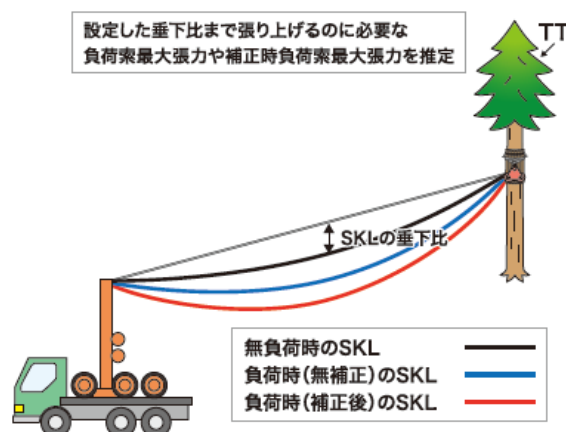 設定した垂下比まで張り上げるのに必要な
負荷索最大張力や補正時負荷索最大張力を推定
TT
SKLの垂下比
無負荷時のSKL
負荷時(無補正)のSKL
負荷時(補正後)のSKL